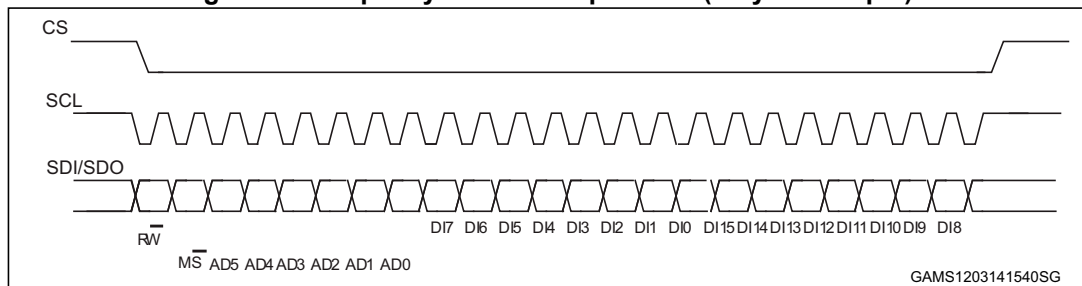 CS
SCL
SDI/SDO
RW
DI7 DI6 DI5 DI4 DI3 DI2 DI1 DI0 DI15 DI14 DI13 DI12 DI11 DI10 DI9 DI8
MS AD5 AD4 AD3 AD2 AD1 AD0
GAMS1203141540SG